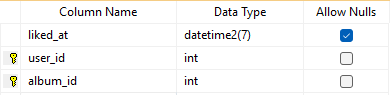 Column Name Data Type Allow Nulls
liked_at datetime2(7)
user_id int
album_id int